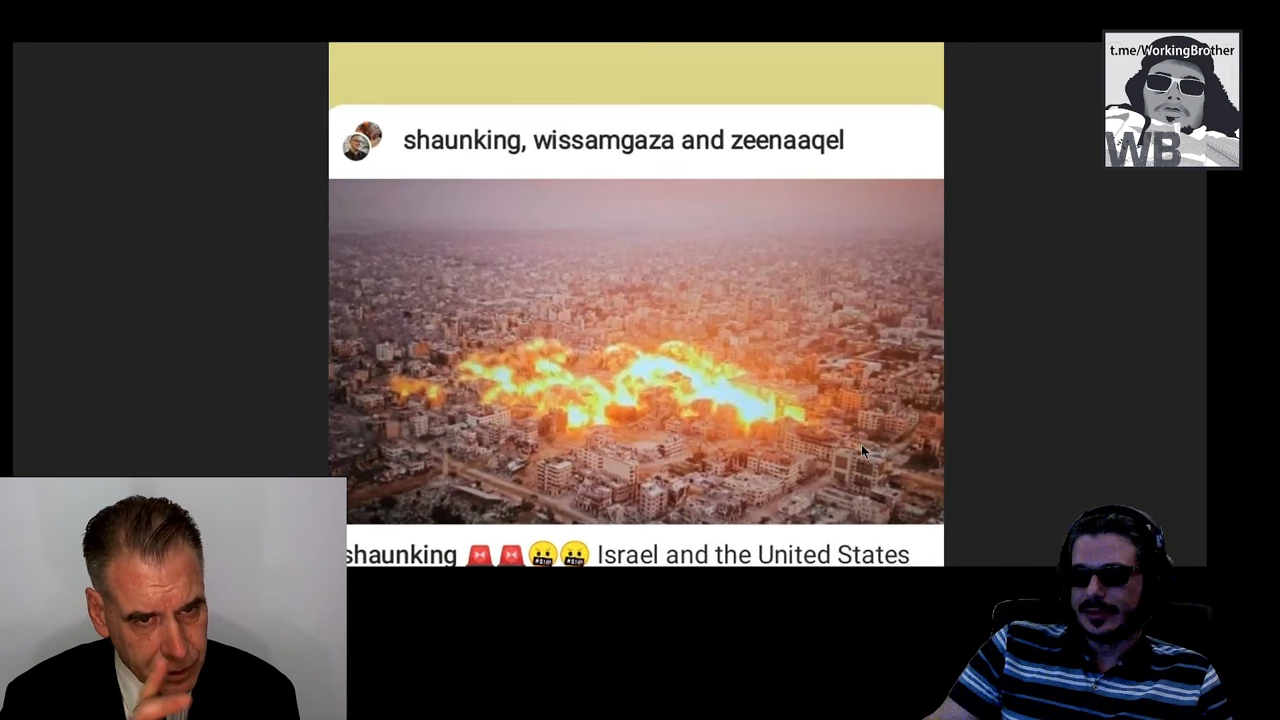 t.me/WorkingBrother
WB
shaunking, wissamgaza and zeenaaqel
shaunking 🚨🚨🤬🤬 Israel and the United States